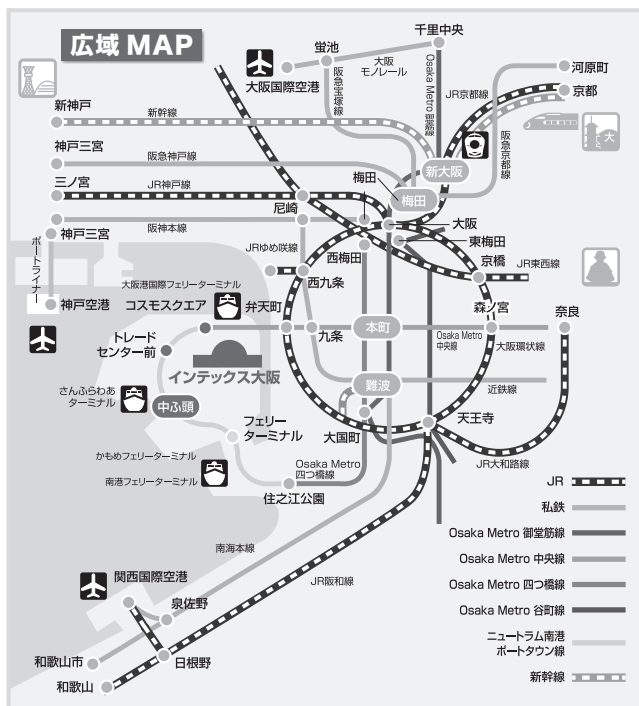 広域 MAP
千里中央
蛍池
大阪
モノレール
大阪国際空港
阪急宝塚線
Osaka Metro 御堂筋線
JR京都線
河原町
京都
阪急京都線
新神戸
新幹線
神戸三宮
阪急神戸線
新大阪
梅田
梅田
三ノ宮
JR神戸線
尼崎
大阪
阪神本線
神戸三宮
東梅田
西梅田
京橋
JR東西線
JRゆめ咲線
ポートライナー
大阪港国際フェリーターミナル
西九条
神戸空港
コスモスクエア
弁天町
森ノ宮
奈良
トレード
センター前
九条
本町
Osaka Metro
中央線
大阪環状線
インテックス大阪
難波
近鉄線
さんふらわあ
ターミナル
中ふ頭
フェリー
ターミナル
大国町
天王寺
かもめフェリーターミナル
Osaka Metro
四つ橋線
JR大和路線
南港フェリーターミナル
住之江公園
JR
私鉄
Osaka Metro 御堂筋線
南海本線
Osaka Metro 中央線
関西国際空港
JR阪和線
Osaka Metro 四つ橋線
泉佐野
Osaka Metro 谷町線
ニュートラム南港
ポートタウン線
和歌山市
日根野
新幹線
和歌山
大